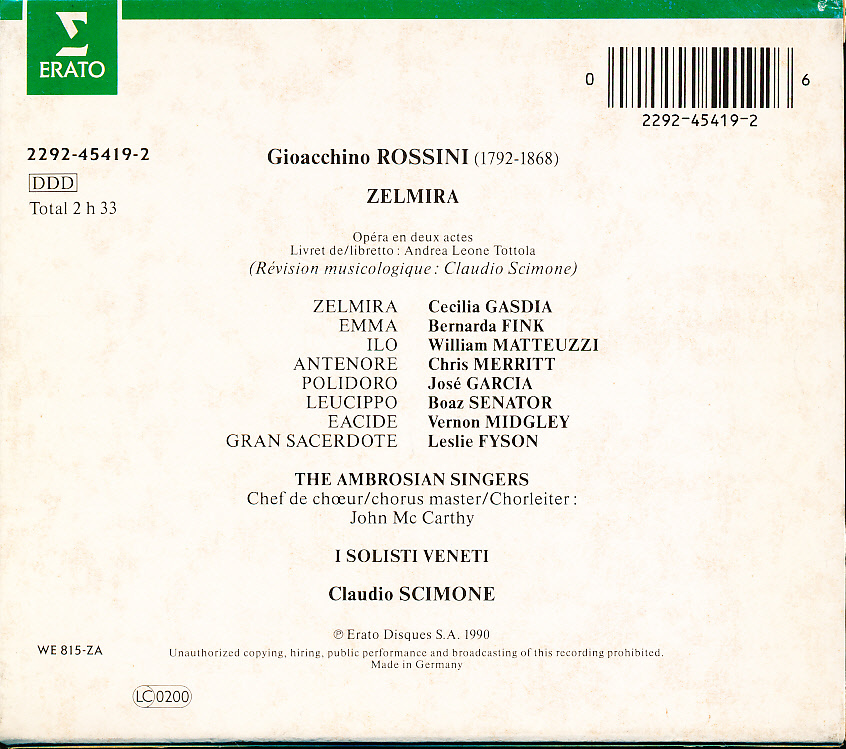 ERATO
0 6
2292-45419-2
2292-45419-2
DDD
Total 2 h 33
Gioacchino ROSSINI (1792-1868)
ZELMIRA
Opéra en deux actes
Livret de/libretto : Andrea Leone Tottola
(Révision musicologique : Claudio Scimone)
ZELMIRA Cecilia GASDIA
EMMA Bernarda FINK
ILO William MATTEUZZI
ANTENORE Chris MERRITT
POLIDORO José GARCIA
LEUCIPPO Boaz SENATOR
EACIDE Vernon MIDGLEY
GRAN SACERDOTE Leslie FYSON
THE AMBROSIAN SINGERS
Chef de chœur/chorus master/Chorleiter :
John Mc Carthy
I SOLISTI VENETI
Claudio SCIMONE
℗ Erato Disques S.A. 1990
WE 815-ZA
Unauthorized copying, hiring, public performance and broadcasting of this recording prohibited.
Made in Germany
LC 0200